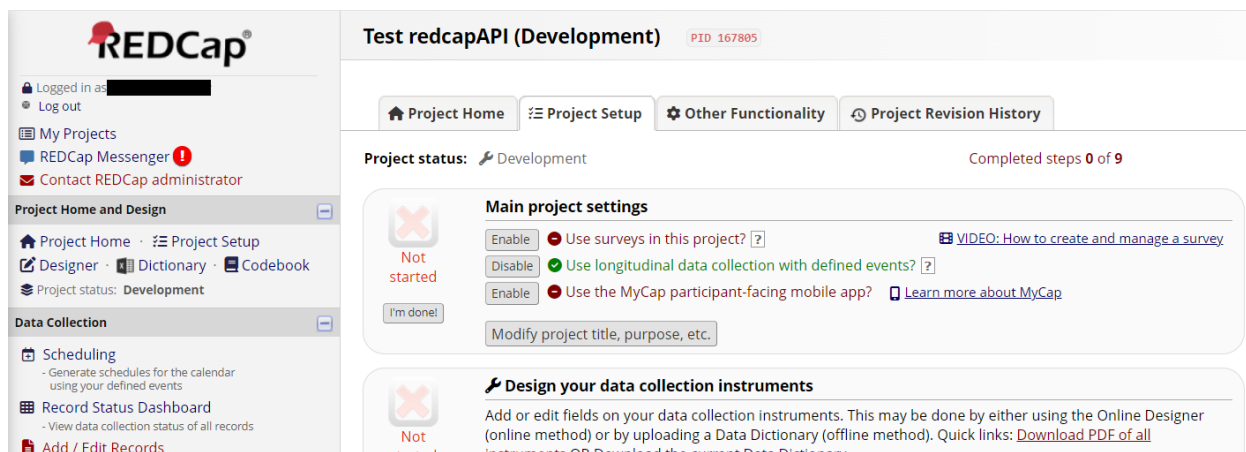 REDCap®
Logged in as
Log out
My Projects
REDCap Messenger
Contact REDCap administrator
Project Home and Design
Project Home · Project Setup
Designer · Dictionary · Codebook
Project status: Development
Data Collection
Scheduling
- Generate schedules for the calendar
using your defined events
Record Status Dashboard
- View data collection status of all records
Add / Edit Records
Test redcapAPI (Development) PID 167805
Project Home Project Setup Other Functionality Project Revision History
Project status: Development Completed steps 0 of 9
Main project settings
Not
started
I'm done!
Enable Use surveys in this project? ? VIDEO: How to create and manage a survey
Disable Use longitudinal data collection with defined events? ?
Enable Use the MyCap participant-facing mobile app? Learn more about MyCap
Modify project title, purpose, etc.
Design your data collection instruments
Not
Add or edit fields on your data collection instruments. This may be done by either using the Online Designer
(online method) or by uploading a Data Dictionary (offline method). Quick links: Download PDF of all